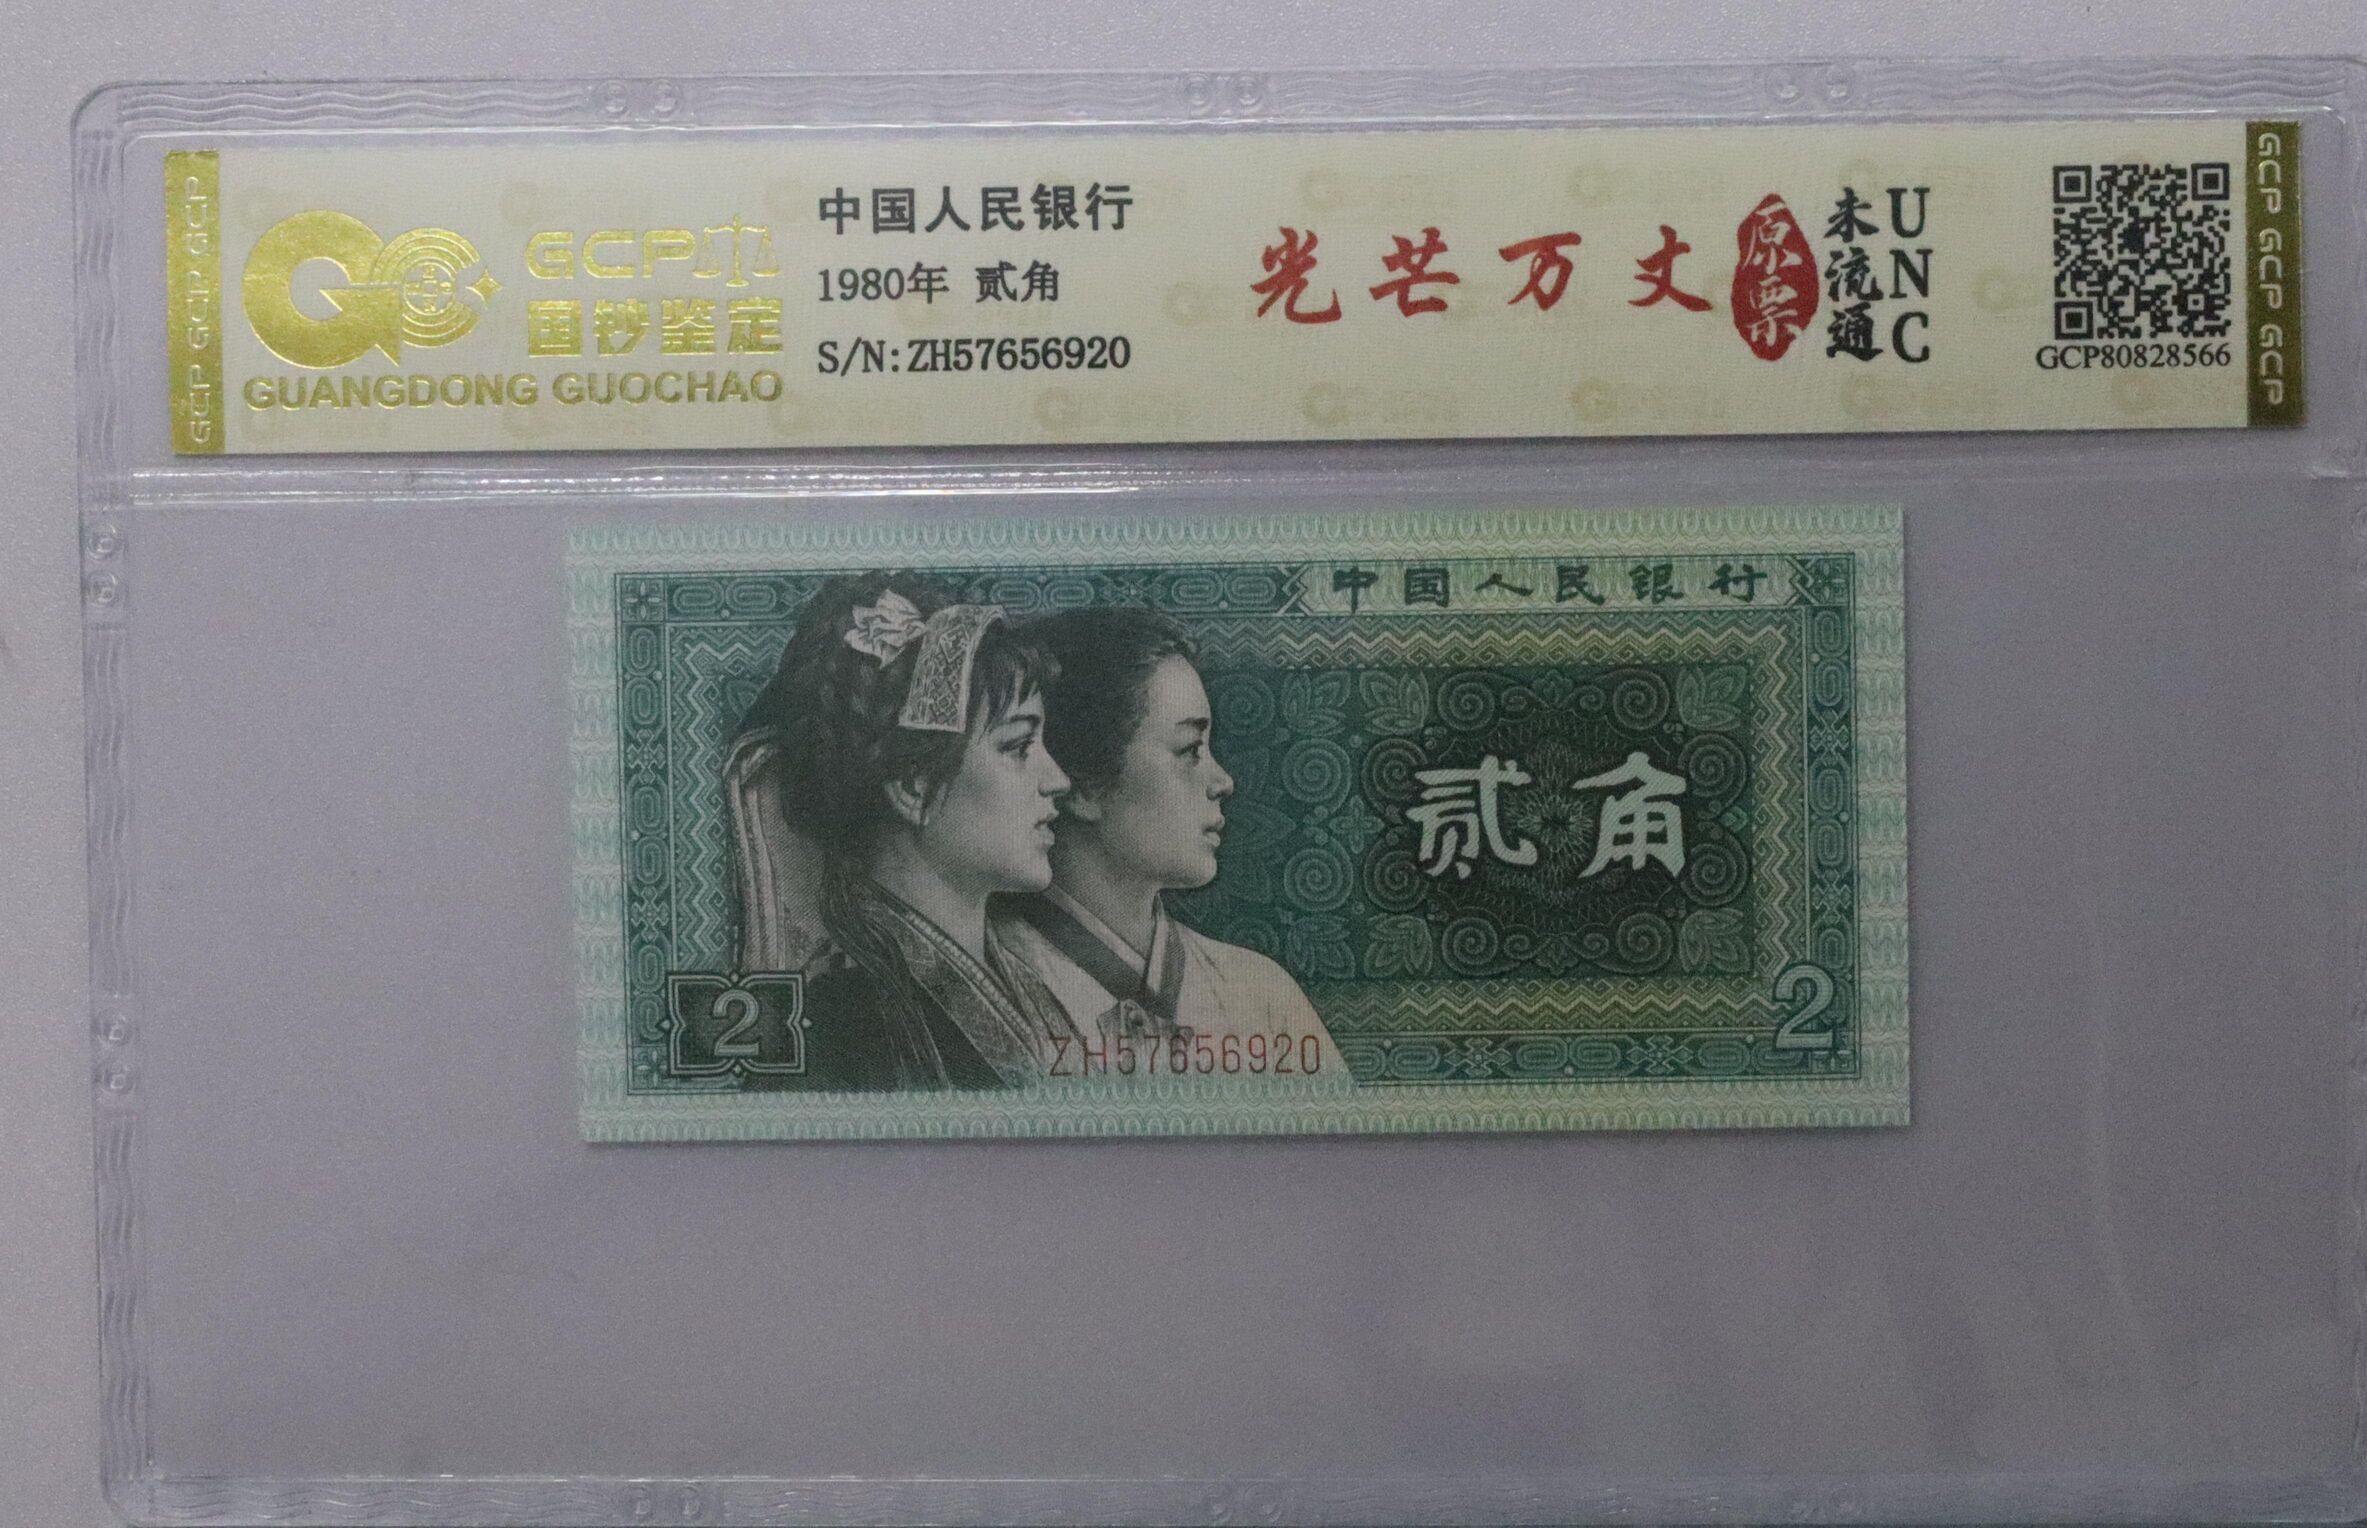 GCP
国钞鉴定
GUANGDONG GUOCHAO
中国人民银行
1980年 贰角
S/N:ZH57656920
光芒万丈
原票
未流通
UNC
GCP80828566
GCP GCP GCP
GCP GCP GCP
中国人民银行
贰角
2
2
ZH57656920